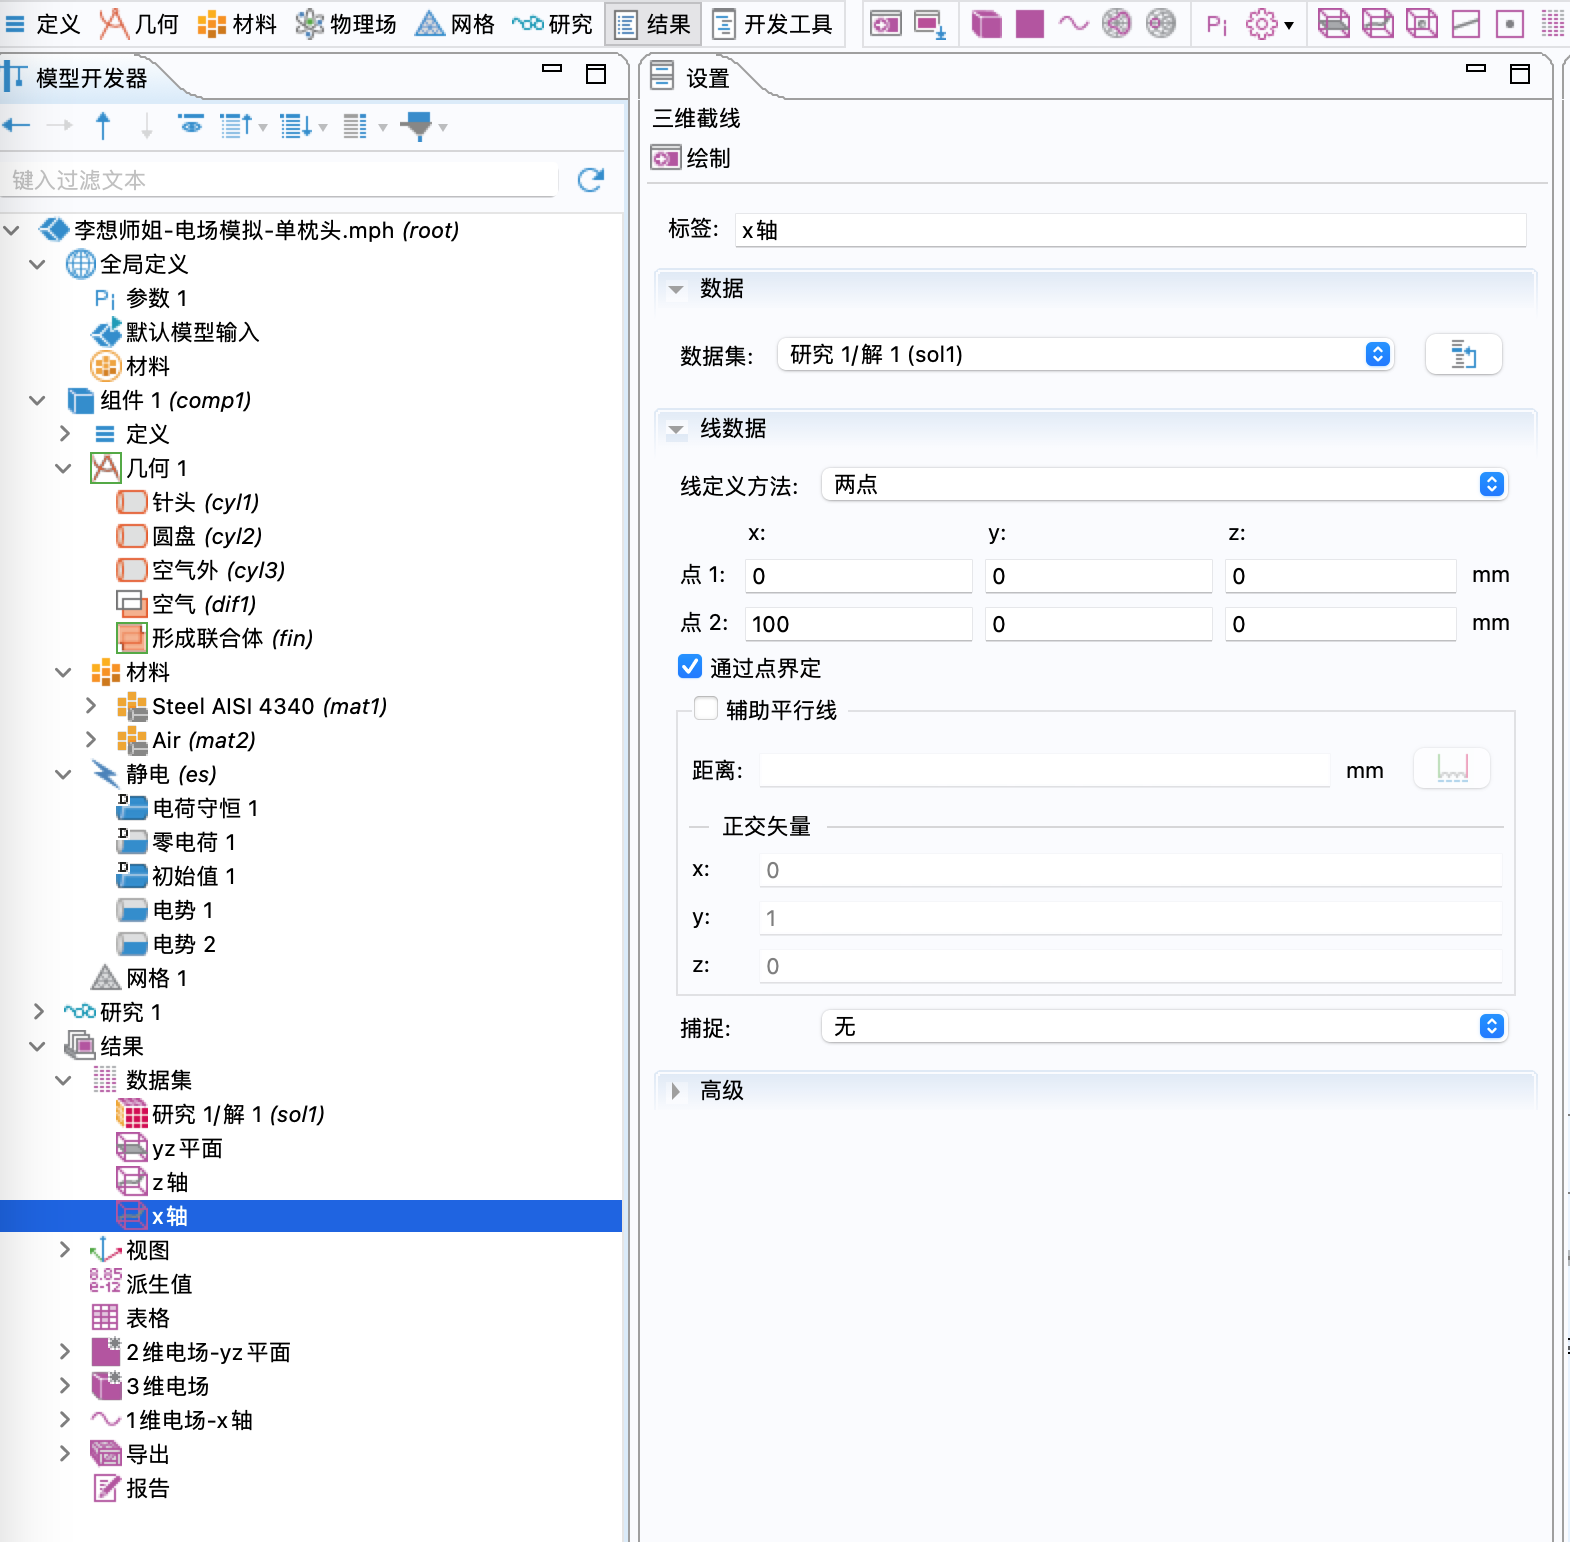 定义 几何 材料 物理场 网格 研究 结果 开发工具
模型开发器
键入过滤文本
李想师姐-电场模拟-单枕头.mph (root)
全局定义
Pi 参数 1
默认模型输入
材料
组件 1 (comp1)
定义
几何 1
针头 (cyl1)
圆盘 (cyl2)
空气外 (cyl3)
空气 (dif1)
形成联合体 (fin)
材料
Steel AISI 4340 (mat1)
Air (mat2)
静电 (es)
电荷守恒 1
零电荷 1
初始值 1
电势 1
电势 2
网格 1
研究 1
结果
数据集
研究 1/解 1 (sol1)
yz平面
z轴
x轴
视图
8.85
e-12 派生值
表格
2维电场-yz平面
3维电场
1维电场-x轴
导出
报告
设置
三维截线
绘制
标签: x轴
数据
数据集: 研究 1/解 1 (sol1)
线数据
线定义方法: 两点
x: y: z:
点 1: 0 0 0 mm
点 2: 100 0 0 mm
通过点界定
辅助平行线
距离: mm
正交矢量
x: 0
y: 1
z: 0
捕捉: 无
高级